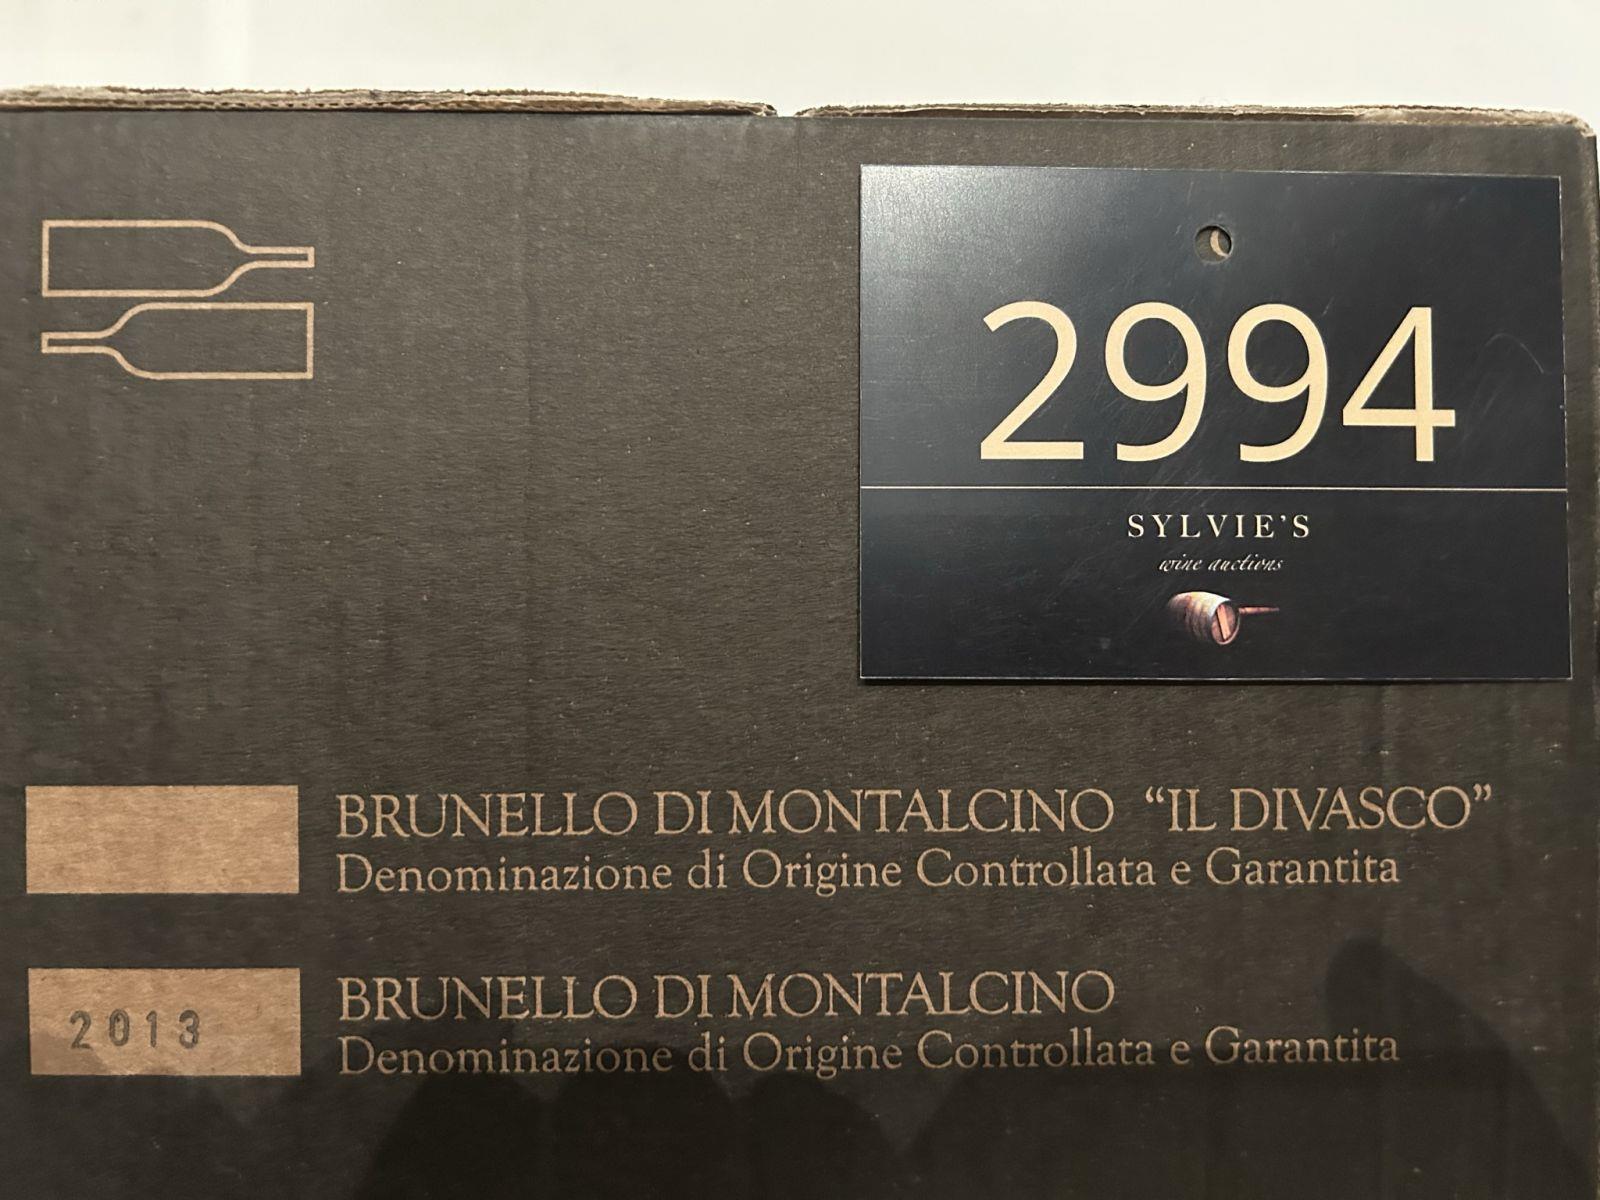 2994
SYLVIE'S
wine auctions
BRUNELLO DI MONTALCINO “IL DIVASCO”
Denominazione di Origine Controllata e Garantita
2013 BRUNELLO DI MONTALCINO
Denominazione di Origine Controllata e Garantita